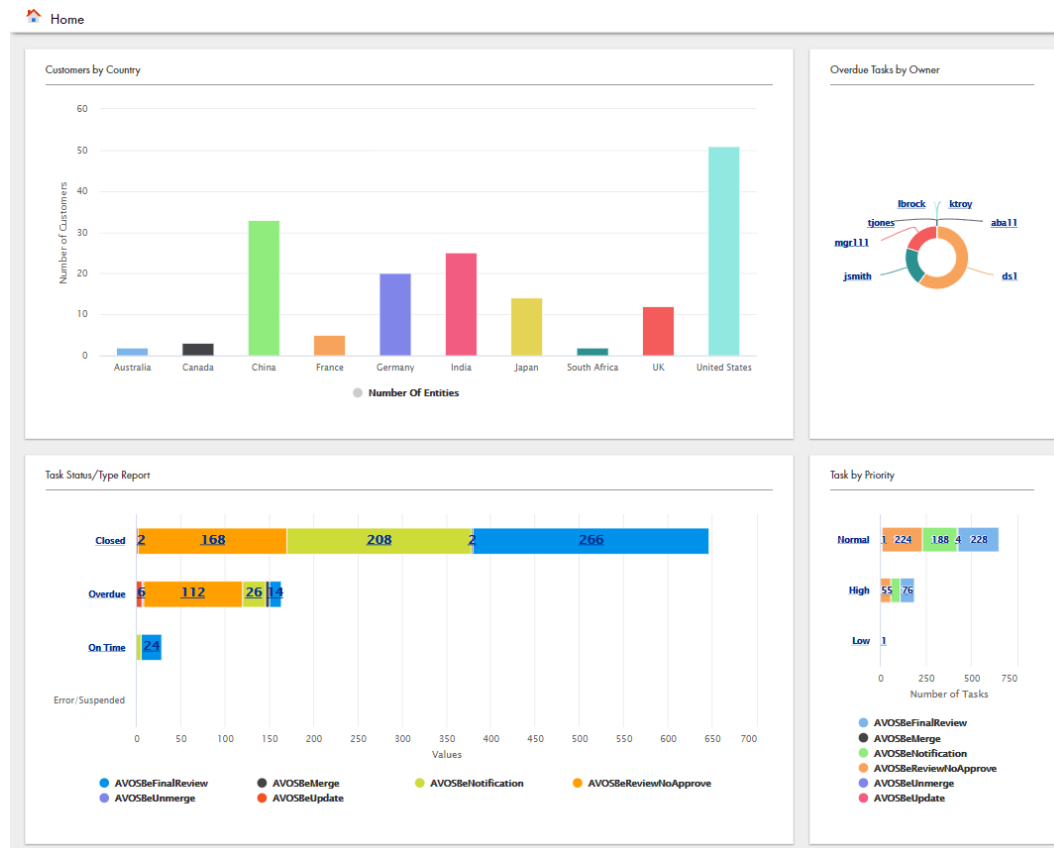 Home
Customers by Country
60
50
40
30
20
10
0
Number of Customers
Australia Canada China France Germany India Japan South Africa UK United States
Number Of Entities
Overdue Tasks by Owner
lbrock ktroy
tjones aba11
mgr111
jsmith ds1
Task Status/Type Report
Closed 2 168 208 2 266
Overdue 6 112 26 14
On Time 24
Error/Suspended
0 50 100 150 200 250 300 350 400 450 500 550 600 650 700
Values
AVOSBeFinalReview AVOSBeMerge AVOSBeNotification AVOSBeReviewNoApprove
AVOSBeUnmerge AVOSBeUpdate
Task by Priority
Normal 1 224 188 4 228
High 55 76
Low 1
0 250 500 750
Number of Tasks
AVOSBeFinalReview
AVOSBeMerge
AVOSBeNotification
AVOSBeReviewNoApprove
AVOSBeUnmerge
AVOSBeUpdate